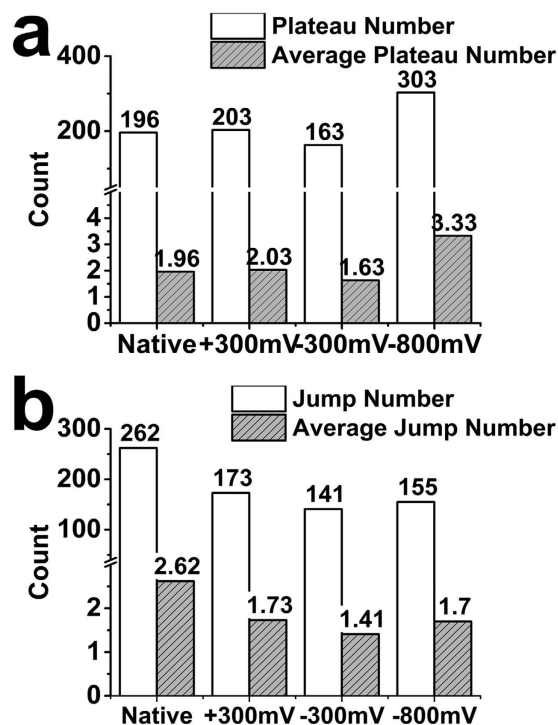 a
Plateau Number
Average Plateau Number
Count
400
200
4
3
2
1
0
196
203
163
303
1.96
2.03
1.63
3.33
Native +300mV -300mV -800mV
b
Jump Number
Average Jump Number
Count
300
200
100
2
1
0
262
173
141
155
2.62
1.73
1.41
1.7
Native +300mV -300mV -800mV